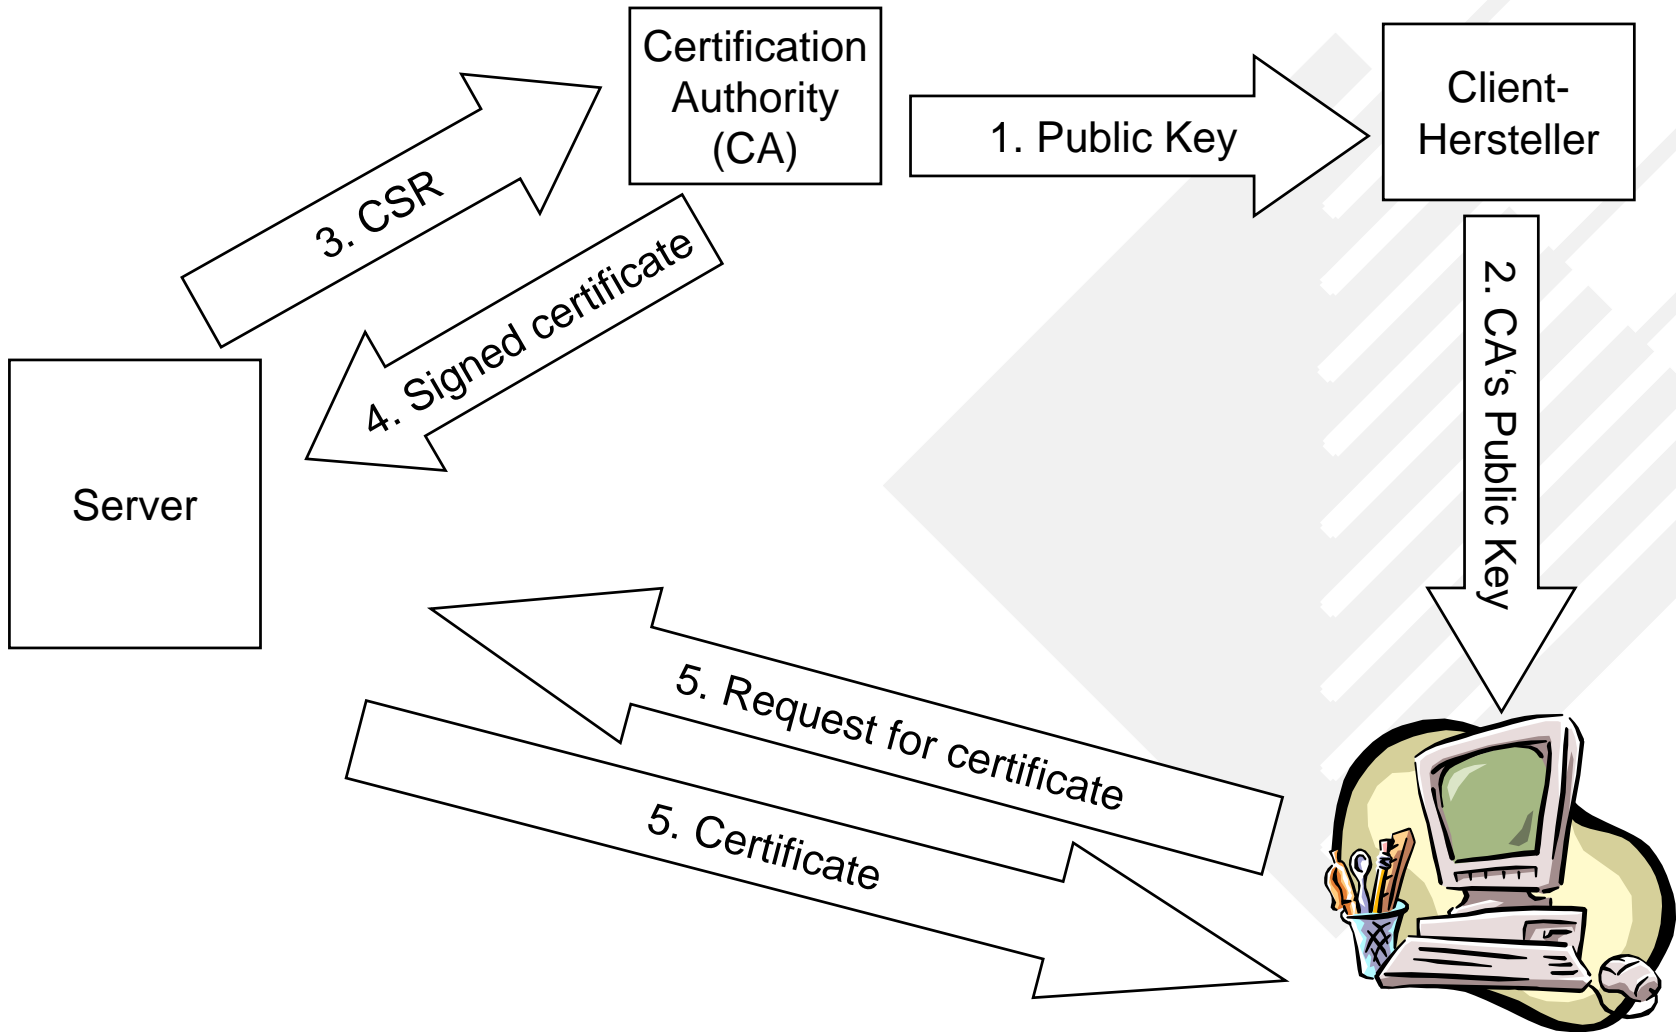 Certification
Authority
(CA)
Client-
Hersteller
1. Public Key
3. CSR
4. Signed certificate
2. CA‘s Public Key
Server
5. Request for certificate
5. Certificate